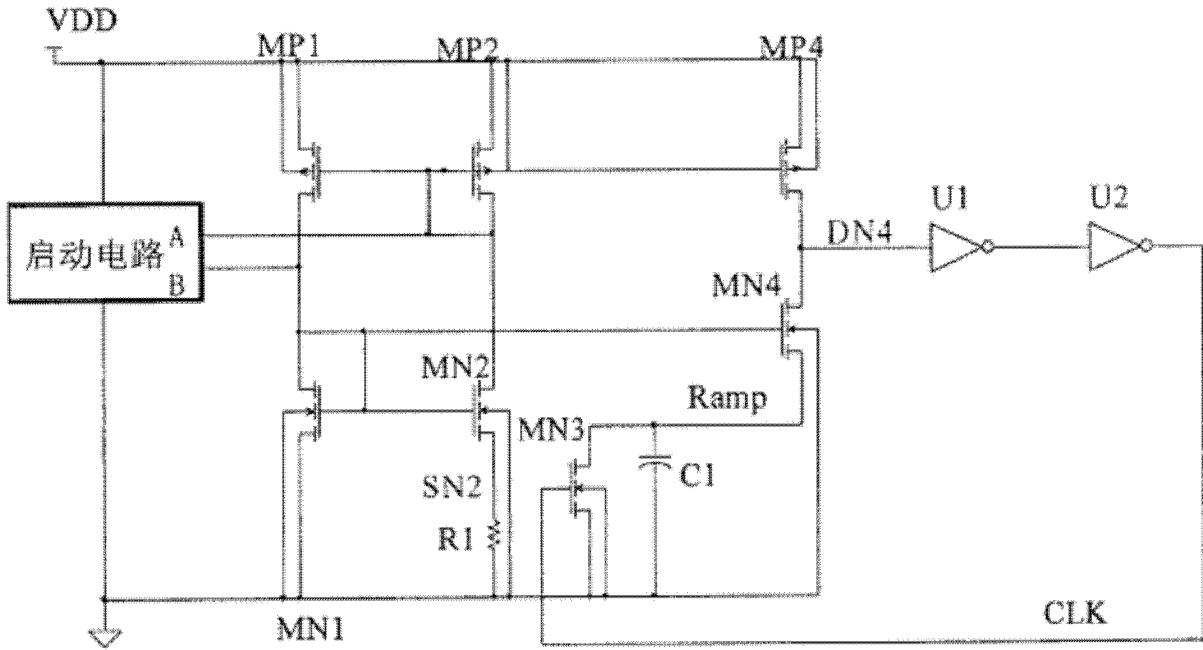 VDD
MP1
MP2
MP4
启动电路
A
B
U1
U2
DN4
MN4
MN2
Ramp
MN3
C1
SN2
R1
MN1
CLK